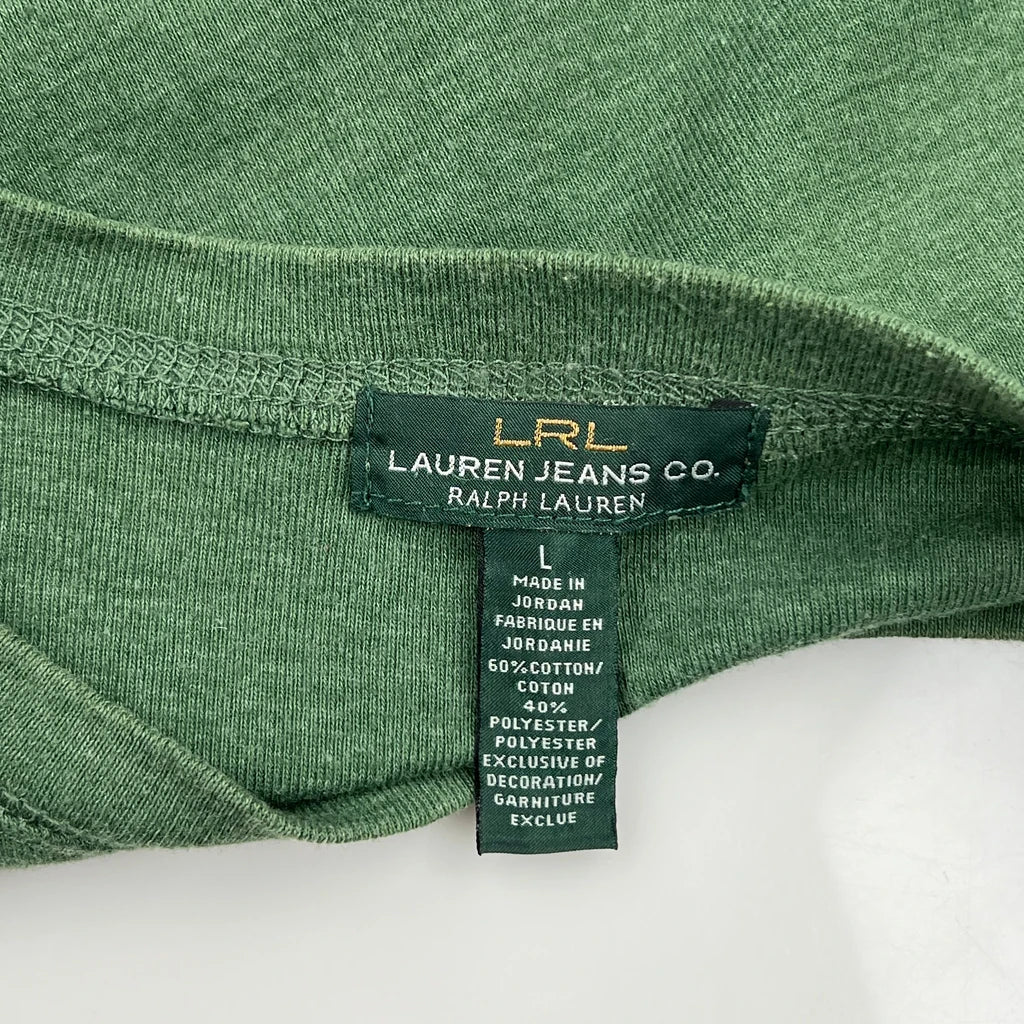 LRL
LAUREN JEANS CO.
RALPH LAUREN
L
MADE IN
JORDAN
FABRIQUE EN
JORDANIE
60%COTTON/
COTON
40%
POLYESTER/
POLYESTER
EXCLUSIVE OF
DECORATION/
GARNITURE
EXCLUE